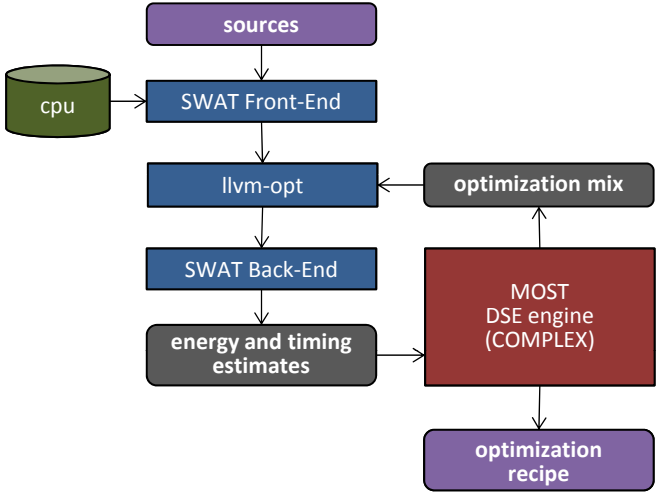 sources
cpu
SWAT Front-End
llvm-opt
optimization mix
SWAT Back-End
MOST
DSE engine
(COMPLEX)
energy and timing
estimates
optimization
recipe